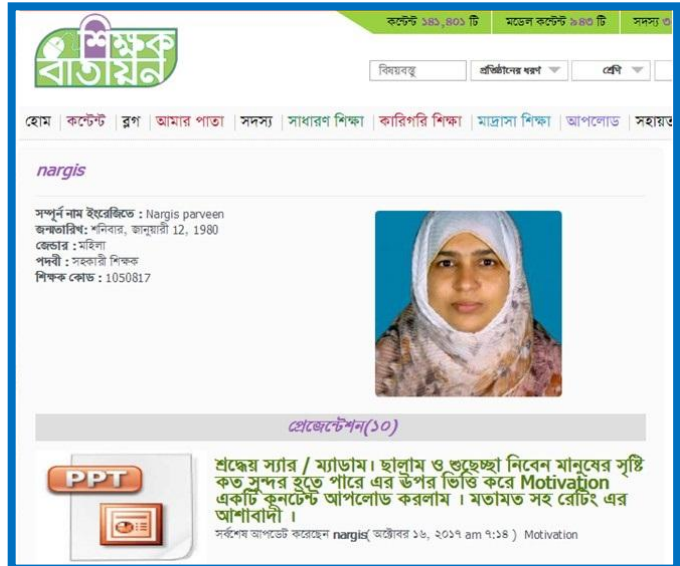 কন্টেন্ট ১৪১,৪০১ টি মডেল কন্টেন্ট ৯৪৩ টি সদস্য ৩
শিক্ষক
বাতায়ন
বিষয়বস্তু প্রতিষ্ঠানের ধরণ শ্রেণি
হোম কন্টেন্ট ব্লগ আমার পাতা সদস্য সাধারণ শিক্ষা কারিগরি শিক্ষা মাদ্রাসা শিক্ষা আপলোড সহায়ত
nargis
সম্পূর্ন নাম ইংরেজিতে : Nargis parveen
জন্মতারিখ: শনিবার, জানুয়ারী 12, 1980
জেন্ডার : মহিলা
পদবী : সহকারী শিক্ষক
শিক্ষক কোড : 1050817
প্রেজেন্টেশন(১০)
PPT
শ্রদ্ধেয় স্যার / ম্যাডাম। ছালাম ও শুভেচ্ছা নিবেন মানুষের সৃষ্টি
কত সুন্দর হতে পারে এর উপর ভিত্তি করে Motivation
একটি কনটেন্ট আপলোড করলাম । মতামত সহ রেটিং এর
আশাবাদী ।
সর্বশেষ আপডেট করেছেন nargis( অক্টোবর ১৬, ২০১৭ am ৭:১৪ ) Motivation